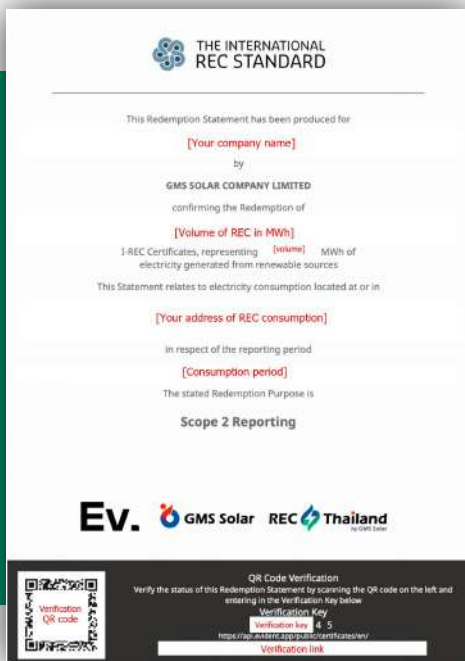 THE INTERNATIONAL
REC STANDARD
This Redemption Statement has been produced for
[Your company name]
by
GMS SOLAR COMPANY LIMITED
confirming the Redemption of
[Volume of REC in MWh]
I-REC Certificates, representing [volume] MWh of
electricity generated from renewable sources
This Statement relates to electricity consumption located at or in
[Your address of REC consumption]
in respect of the reporting period
[Consumption period]
The stated Redemption Purpose is
Scope 2 Reporting
Ev. GMS Solar REC Thailand
by GMS Solar
QR Code Verification
Verify the status of this Redemption Statement by scanning the QR code on the left and
entering in the Verification Key below
Verification Key
Verification key 4 5
https://api.evident.app/public/certificates/en/
Verification link
Verification
QR code